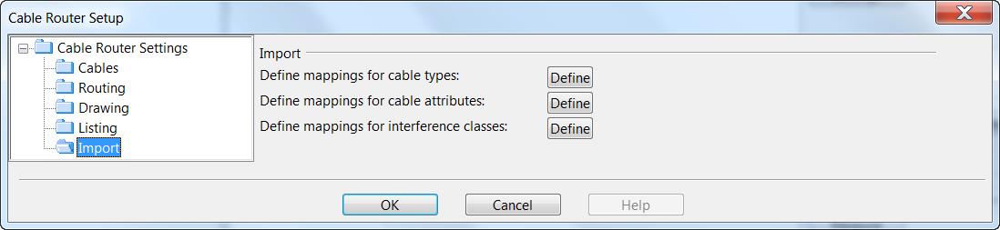 Cable Router Setup
Cable Router Settings
Cables
Routing
Drawing
Listing
Import
Import
Define mappings for cable types: Define
Define mappings for cable attributes: Define
Define mappings for interference classes: Define
OK Cancel Help